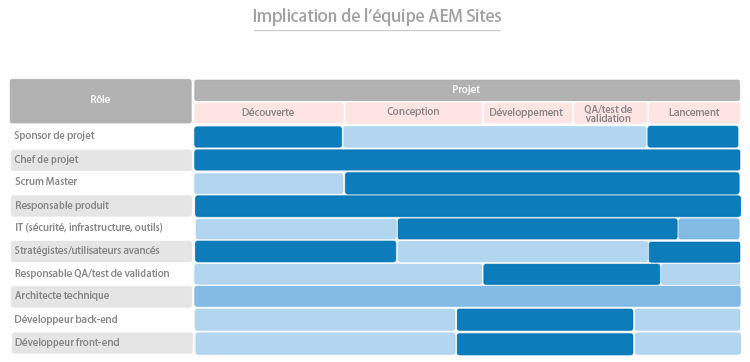 Implication de l'équipe AEM Sites
Rôle
Projet
Découverte
Conception
Développement
QA/test de
validation
Lancement
Sponsor de projet
Chef de projet
Scrum Master
Responsable produit
IT (sécurité, infrastructure, outils)
Stratégistes/utilisateurs avancés
Responsable QA/test de validation
Architecte technique
Développeur back-end
Développeur front-end